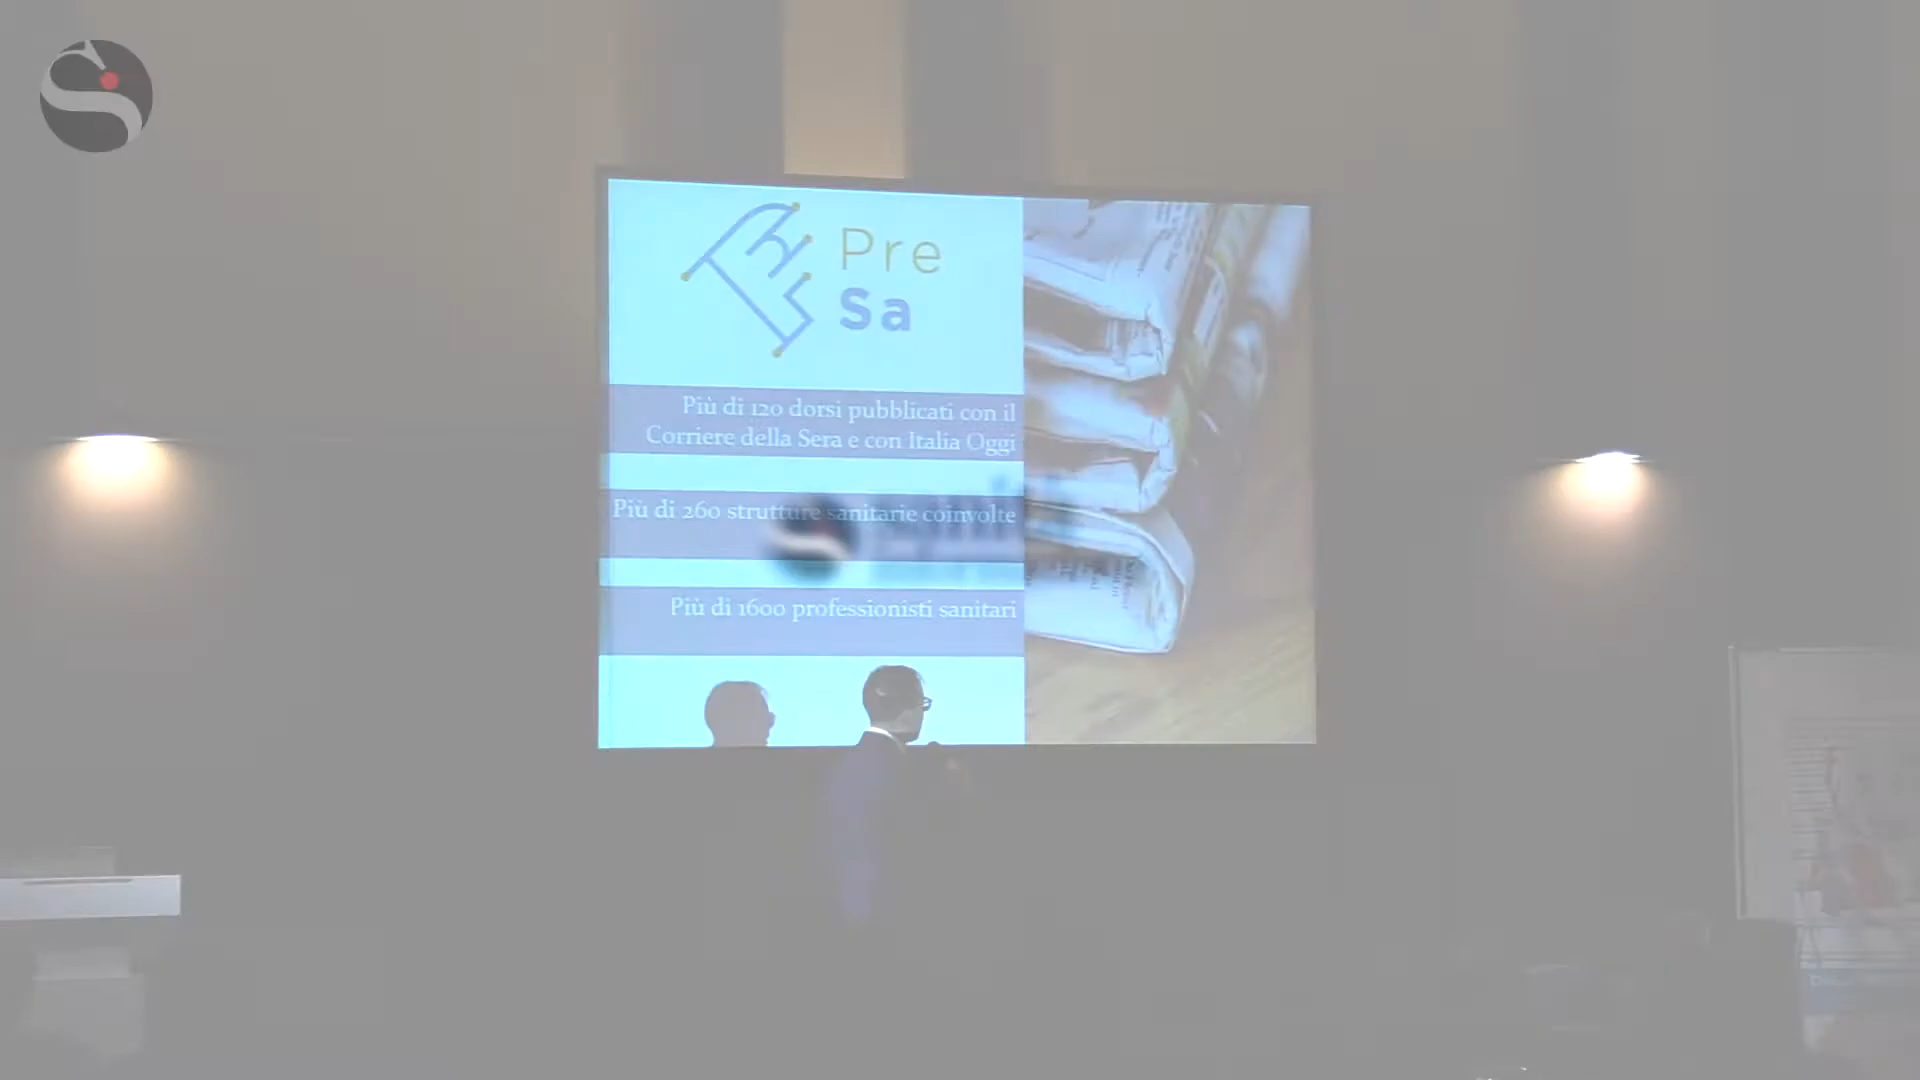 Pre
Sa
Più di 120 dorsi pubblicati con il
Corriere della Sera e con Italia Oggi
Più di 260 strutture sanitarie coinvolte
Più di 1600 professionisti sanitari